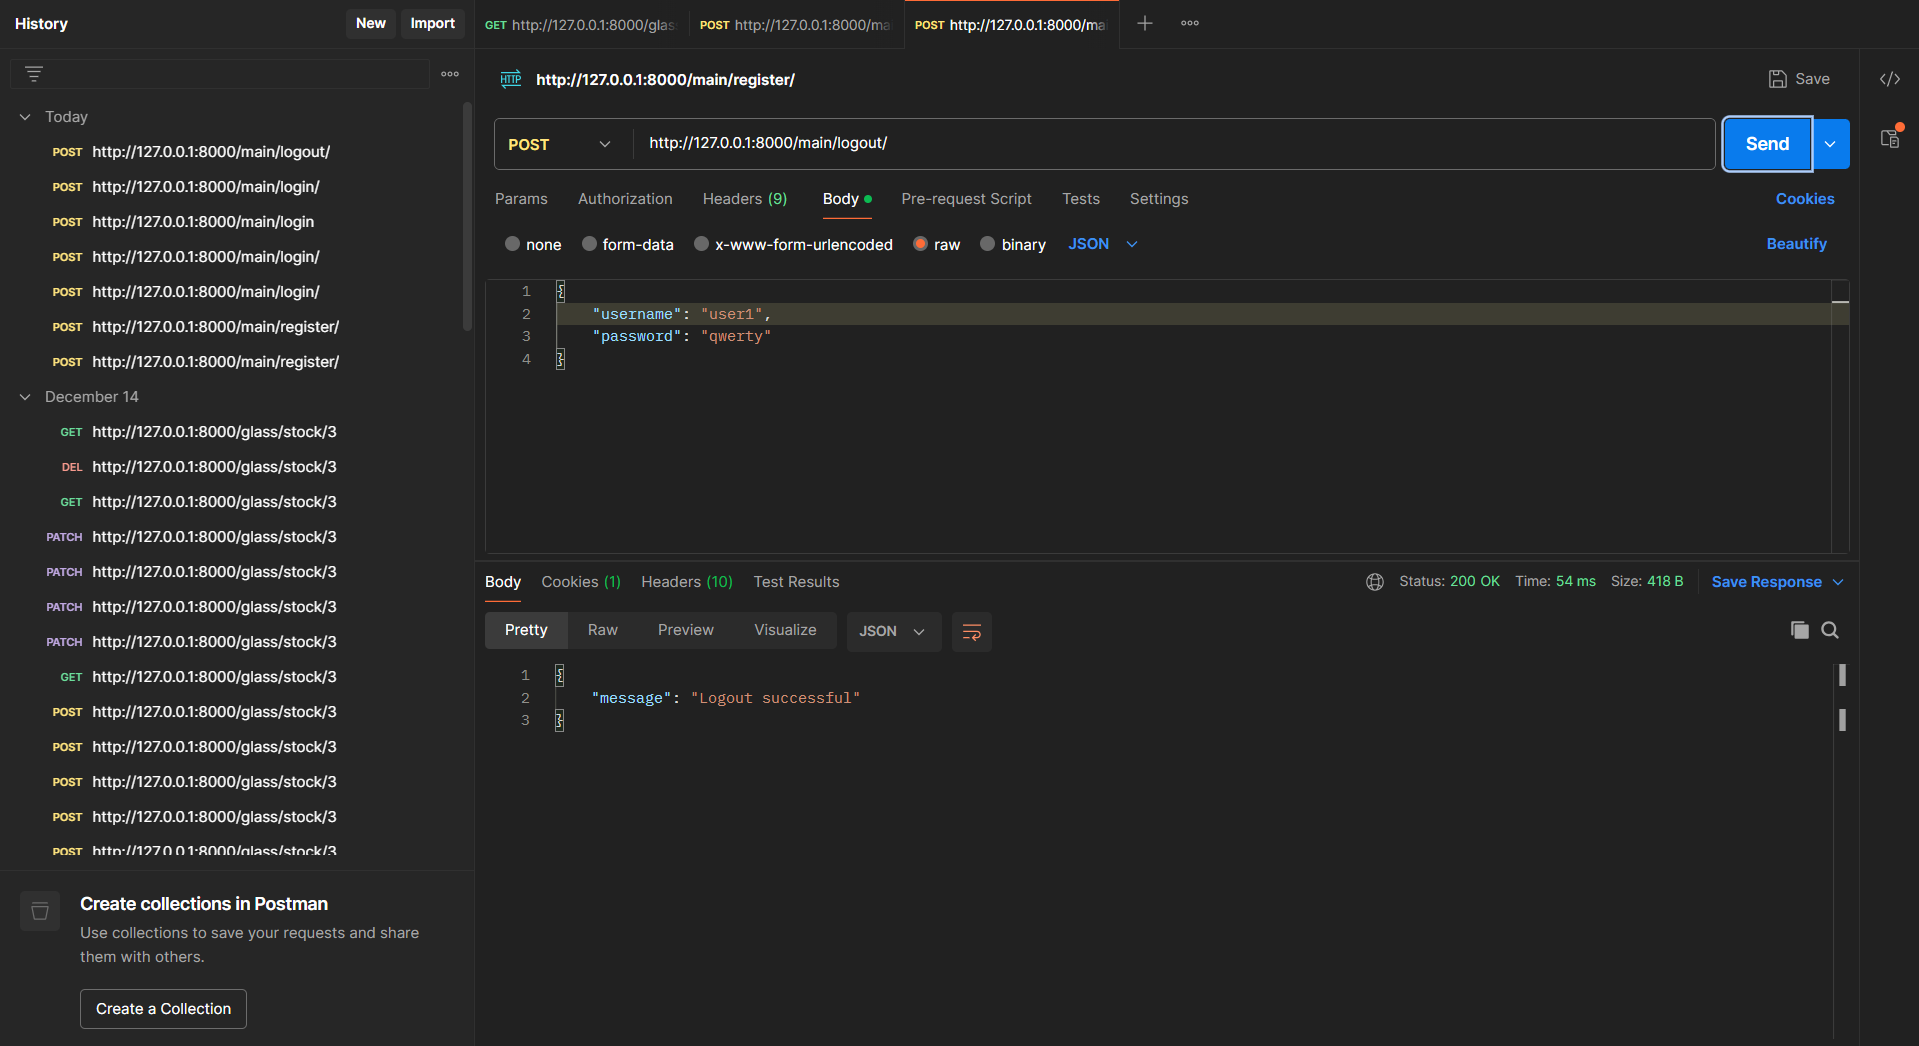 History
New
Import
GET http://127.0.0.1:8000/glas
POST http://127.0.0.1:8000/ma
POST http://127.0.0.1:8000/ma
Today
POST http://127.0.0.1:8000/main/logout/
POST http://127.0.0.1:8000/main/login/
POST http://127.0.0.1:8000/main/login
POST http://127.0.0.1:8000/main/login/
POST http://127.0.0.1:8000/main/login/
POST http://127.0.0.1:8000/main/register/
POST http://127.0.0.1:8000/main/register/
December 14
GET http://127.0.0.1:8000/glass/stock/3
DEL http://127.0.0.1:8000/glass/stock/3
GET http://127.0.0.1:8000/glass/stock/3
PATCH http://127.0.0.1:8000/glass/stock/3
PATCH http://127.0.0.1:8000/glass/stock/3
PATCH http://127.0.0.1:8000/glass/stock/3
PATCH http://127.0.0.1:8000/glass/stock/3
GET http://127.0.0.1:8000/glass/stock/3
POST http://127.0.0.1:8000/glass/stock/3
POST http://127.0.0.1:8000/glass/stock/3
POST http://127.0.0.1:8000/glass/stock/3
POST http://127.0.0.1:8000/glass/stock/3
POST http://127.0.0.1:8000/glass/stock/3
Create collections in Postman
Use collections to save your requests and share
them with others.
Create a Collection
HTTP http://127.0.0.1:8000/main/register/
Save
POST http://127.0.0.1:8000/main/logout/
Send
Params Authorization Headers (9) Body Pre-request Script Tests Settings Cookies
none form-data x-www-form-urlencoded raw binary JSON Beautify
1 {
2 "username": "user1",
3 "password": "qwerty"
4 }
Body Cookies (1) Headers (10) Test Results Status: 200 OK Time: 54 ms Size: 418 B Save Response
Pretty Raw Preview Visualize JSON
1 {
2 "message": "Logout successful"
3 }